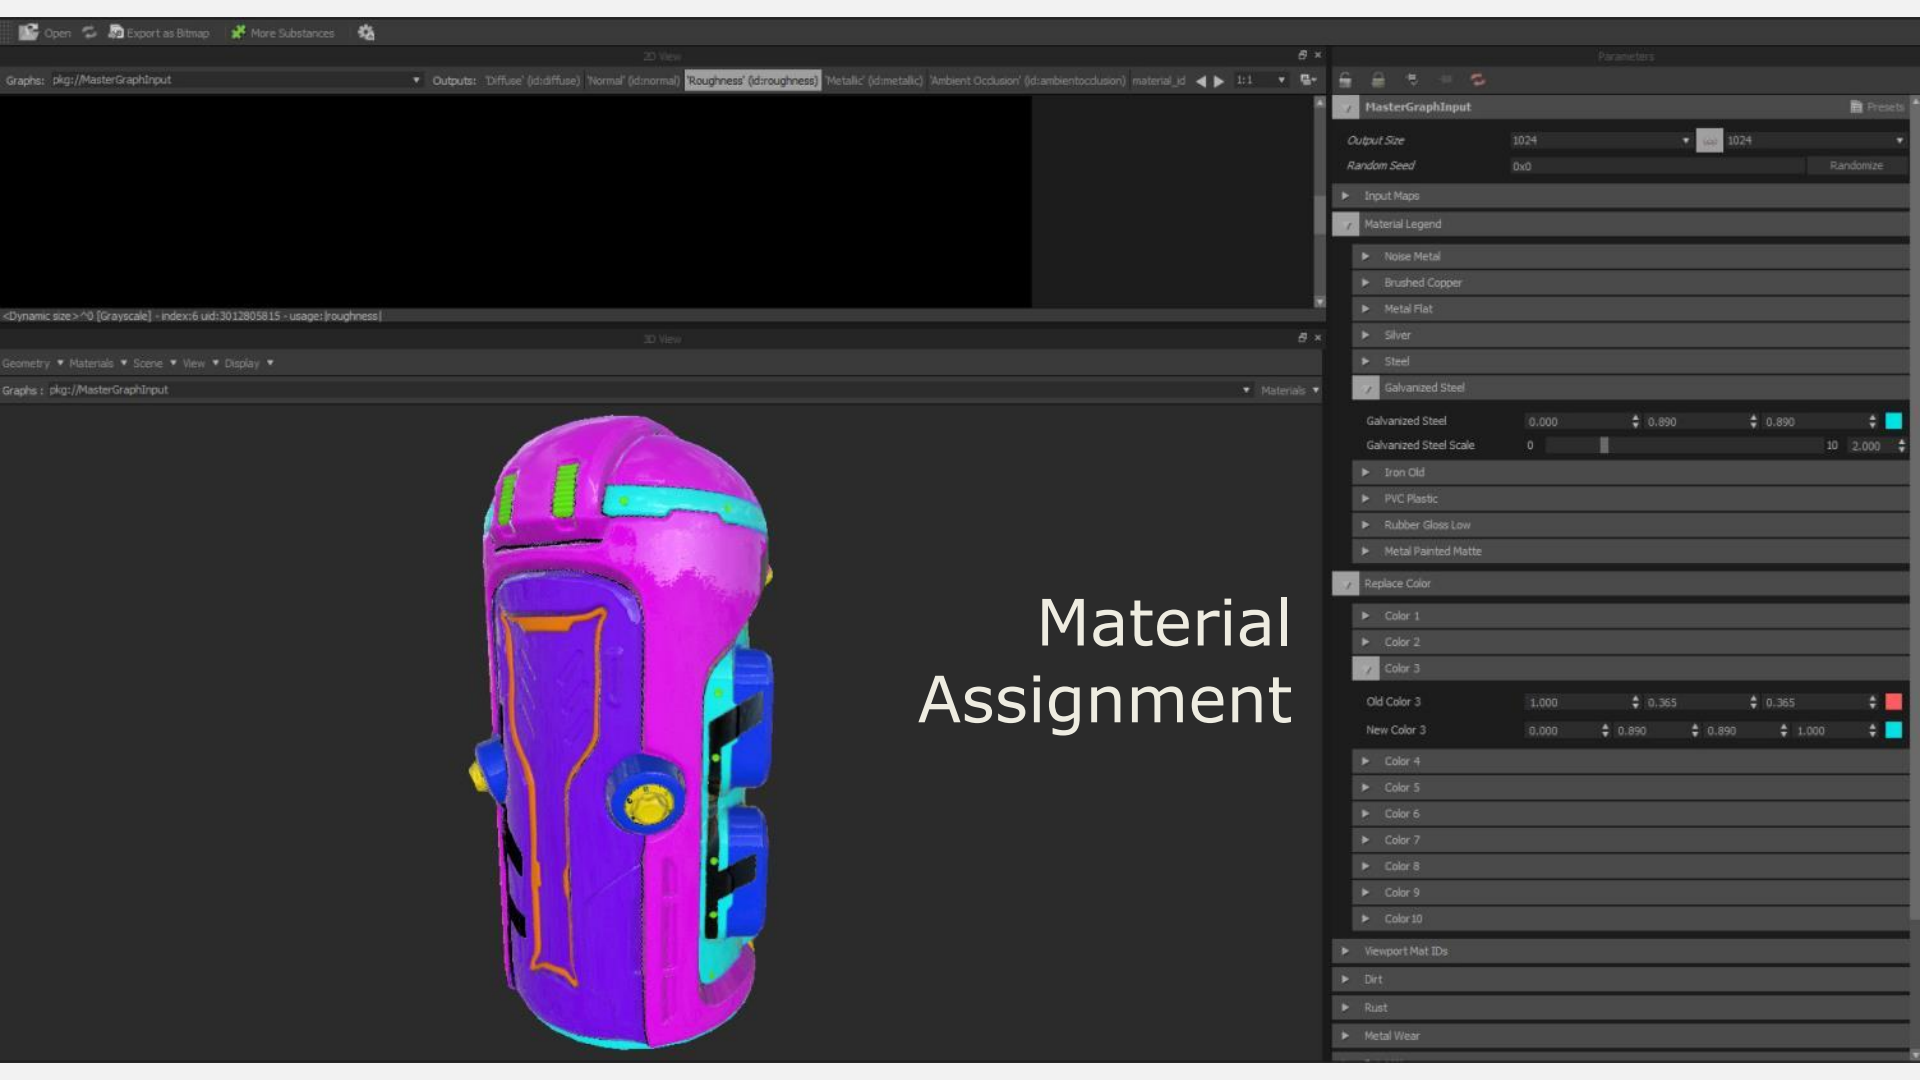 Open Export as Bitmap More Substances
2D View
Graphs: pkg://MasterGraphInput Outputs: 'Diffuse' (id:diffuse) 'Normal' (id:normal) 'Roughness' (id:roughness) 'Metallic' (id:metallic) 'Ambient Occlusion' (id:ambientocclusion) material_id 1:1
<Dynamic size>^0 [Grayscale] - index:6 uid:3012805815 - usage: |roughness|
3D View
Geometry Materials Scene View Display
Graphs : pkg://MasterGraphInput Materials
Material
Assignment
Parameters
MasterGraphInput Presets
Output Size 1024 1024
Random Seed 0x0 Randomize
Input Maps
Material Legend
Noise Metal
Brushed Copper
Metal Flat
Silver
Steel
Galvanized Steel
Galvanized Steel 0.000 0.890 0.890
Galvanized Steel Scale 0 10 2.000
Iron Old
PVC Plastic
Rubber Gloss Low
Metal Painted Matte
Replace Color
Color 1
Color 2
Color 3
Old Color 3 1.000 0.365 0.365
New Color 3 0.000 0.890 0.890 1.000
Color 4
Color 5
Color 6
Color 7
Color 8
Color 9
Color 10
Viewport Mat IDs
Dirt
Rust
Metal Wear